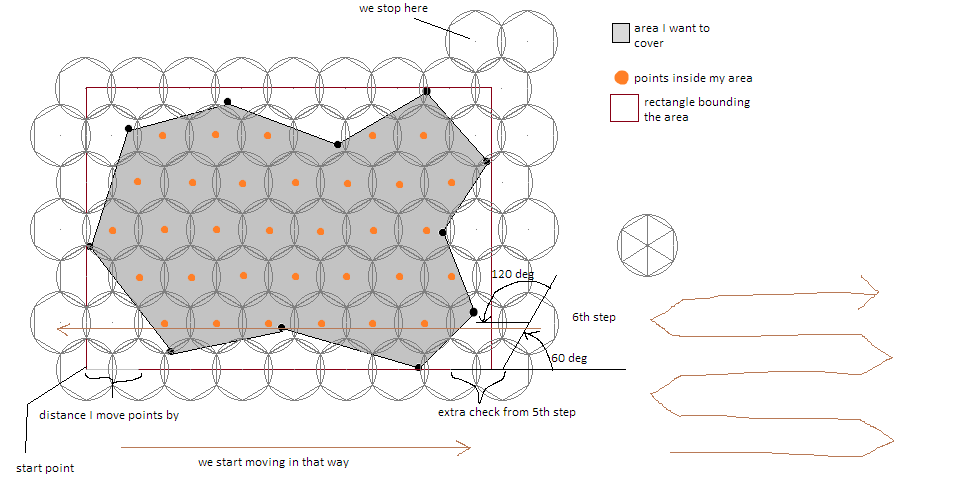 we stop here
area I want to
cover
points inside my area
rectangle bounding
the area
120 deg
6th step
60 deg
distance I move points by
extra check from 5th step
we start moving in that way
start point